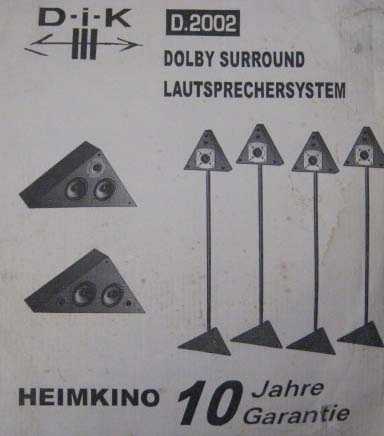 D-i-K D.2002
DOLBY SURROUND
LAUTSPRECHERSYSTEM
HEIMKINO 10 Jahre
Garantie